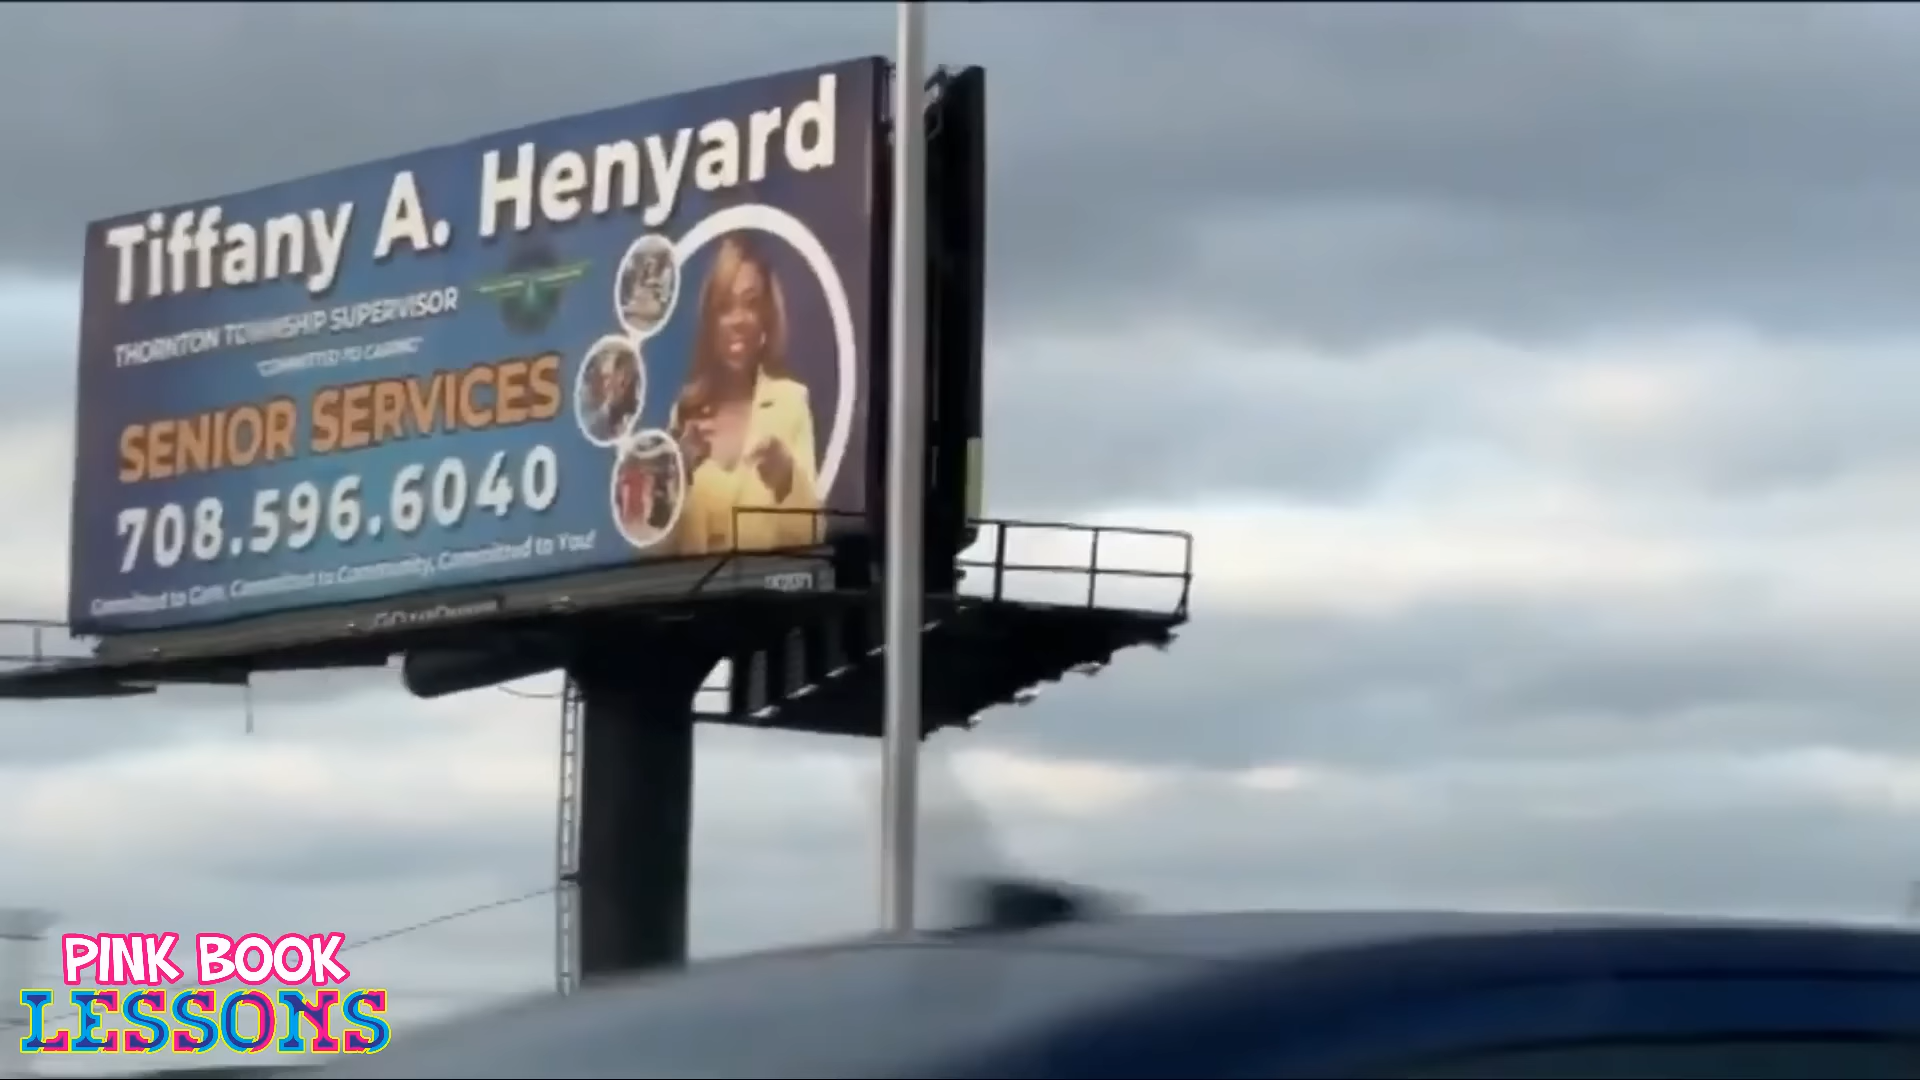 Tiffany A. Henyard
THORNTON TOWNSHIP SUPERVISOR
"COMMITTED TO CARING"
SENIOR SERVICES
708.596.6040
Committed to Care, Committed to Community, Committed to You!
PINK BOOK
LESSONS